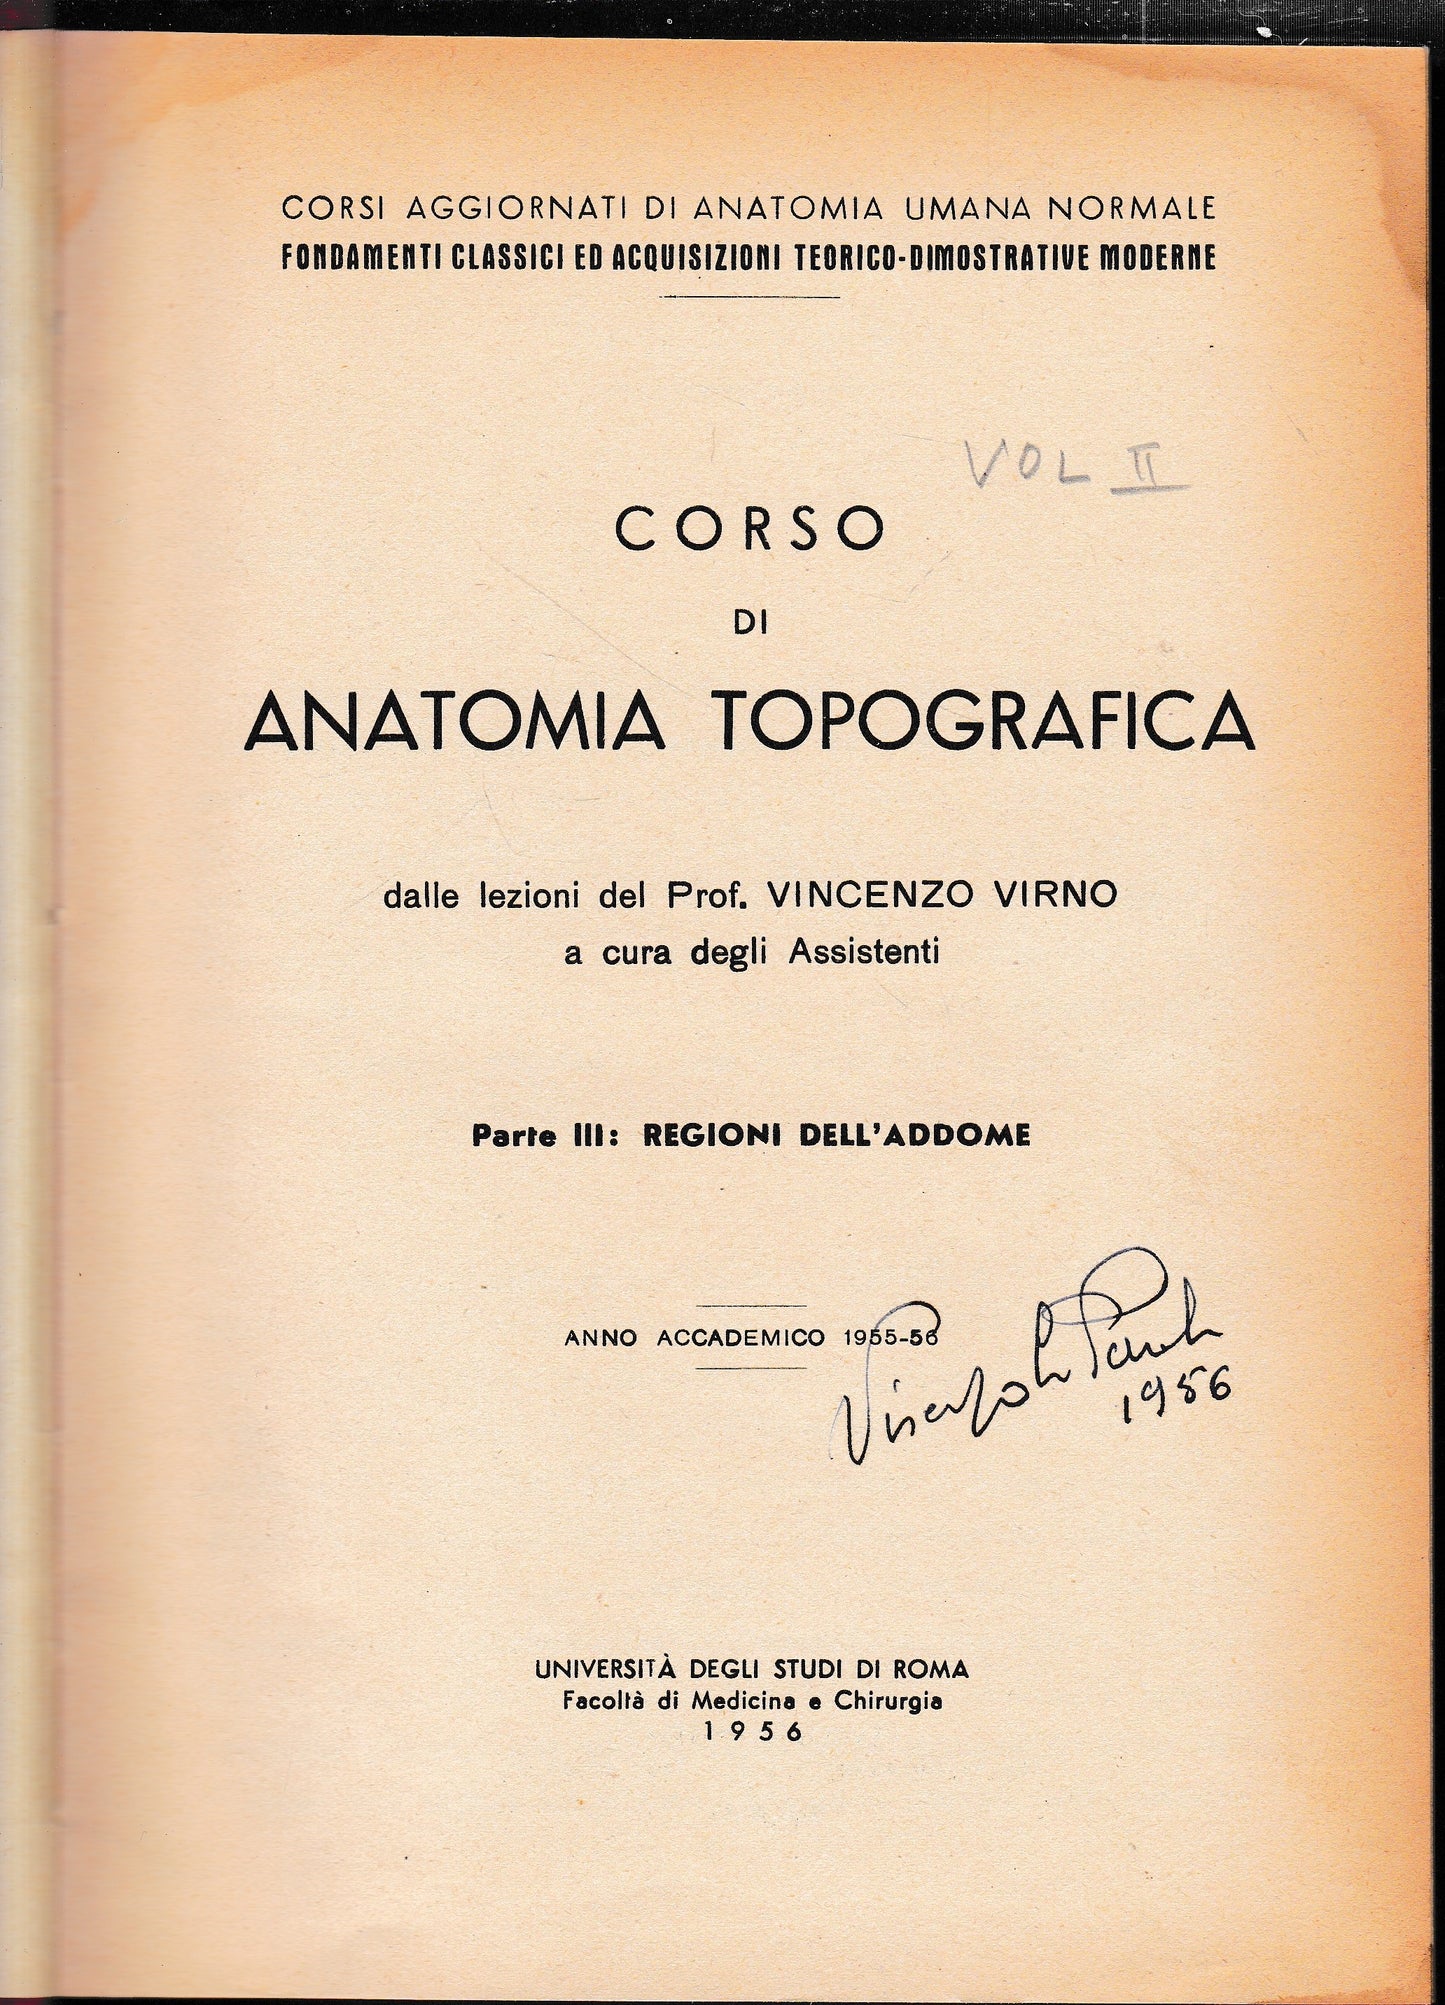 CORSI AGGIORNATI DI ANATOMIA UMANA NORMALE
FONDAMENTI CLASSICI ED ACQUISIZIONI TEORICO-DIMOSTRATIVE MODERNE
VOL II
CORSO
DI
ANATOMIA TOPOGRAFICA
dalle lezioni del Prof. VINCENZO VIRNO
a cura degli Assistenti
Parte III: REGIONI DELL'ADDOME
ANNO ACCADEMICO 1955-56
1956
UNIVERSITÀ DEGLI STUDI DI ROMA
Facoltà di Medicina e Chirurgia
1956